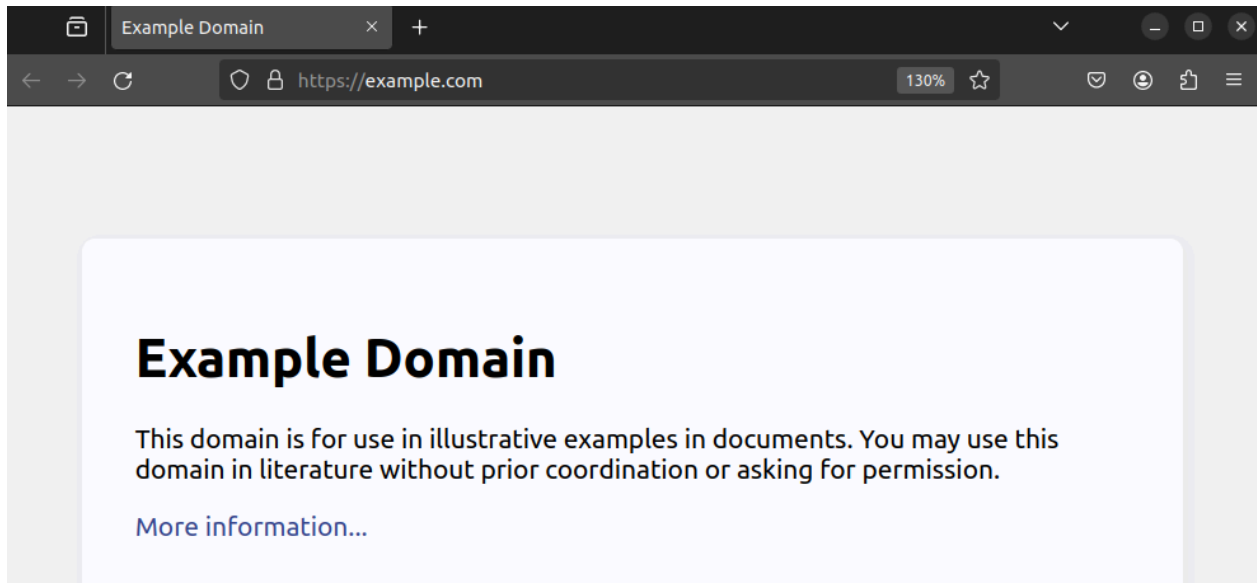 Example Domain
https://example.com
130%
Example Domain
This domain is for use in illustrative examples in documents. You may use this
domain in literature without prior coordination or asking for permission.
More information...